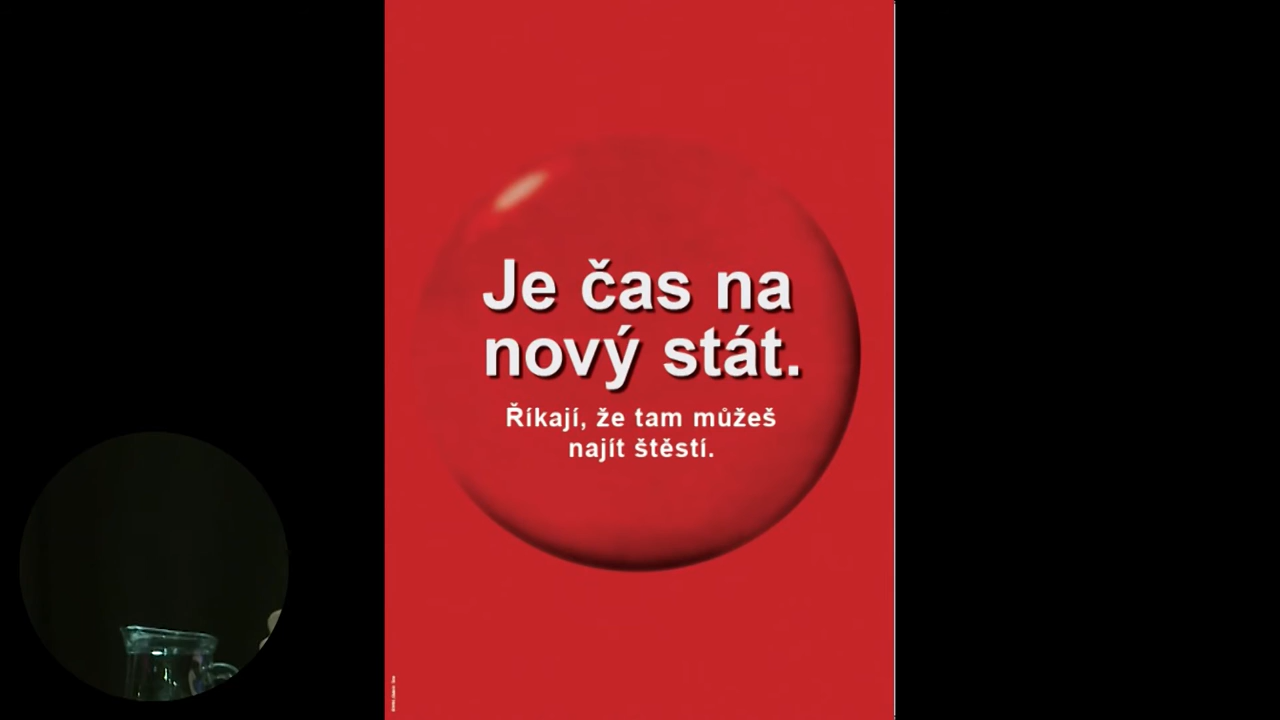 Je čas na
nový stát.
Říkají, že tam můžeš
najít štěstí.